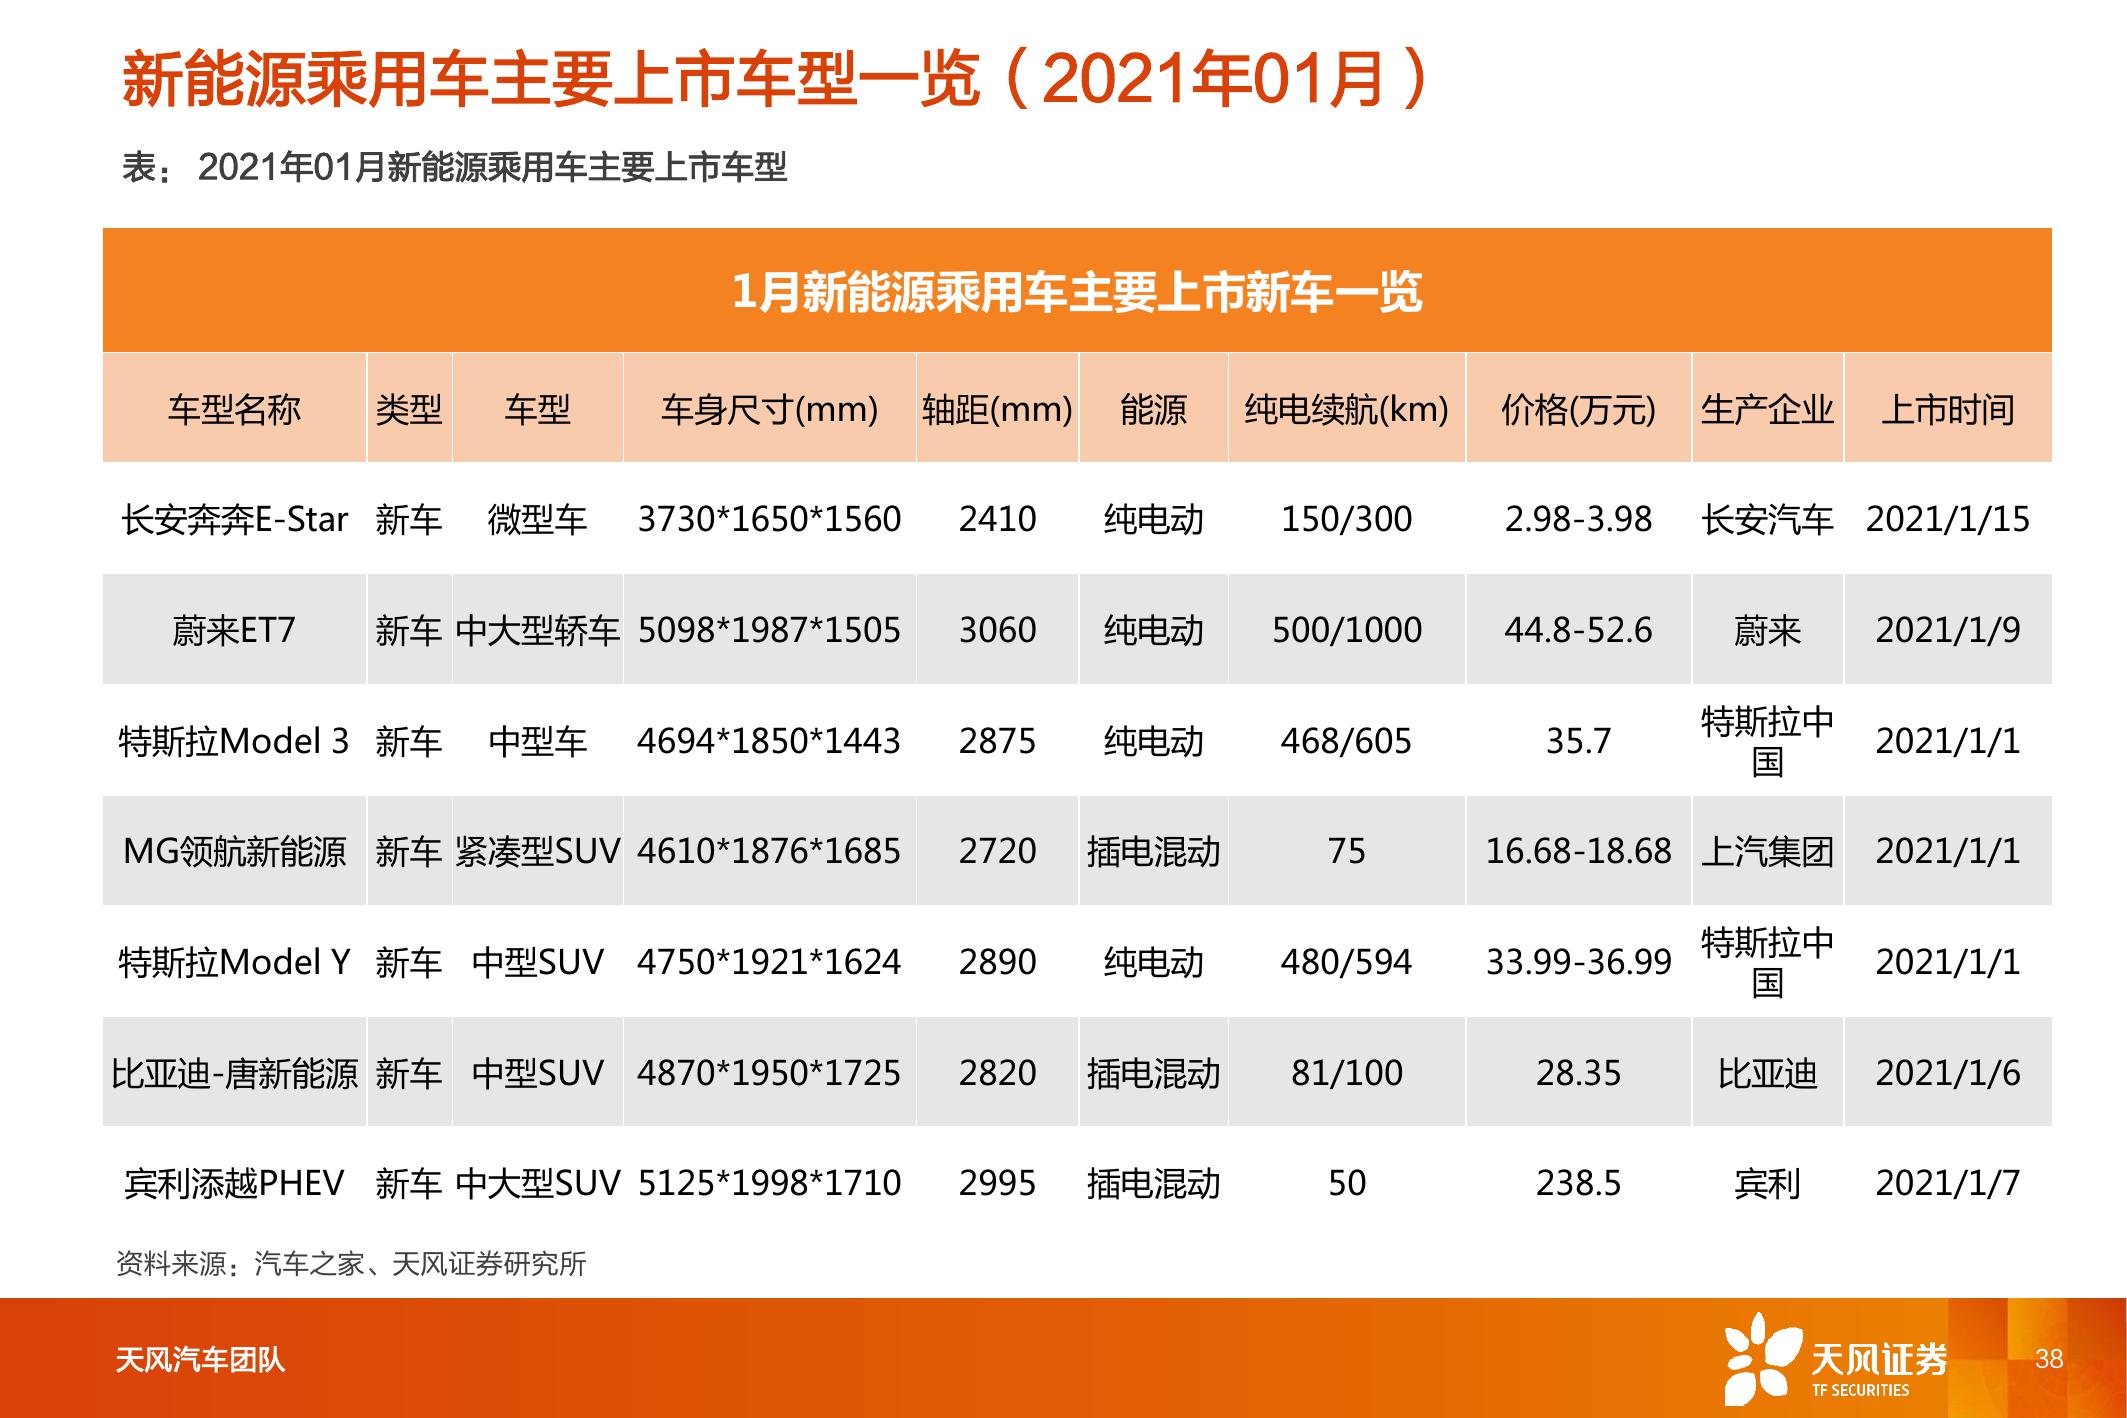 新能源乘用车主要上市车型一览（2021年01月）
表： 2021年01月新能源乘用车主要上市车型
1月新能源乘用车主要上市新车一览
车型名称 类型 车型 车身尺寸(mm) 轴距(mm) 能源 纯电续航(km) 价格(万元) 生产企业 上市时间
长安奔奔E-Star 新车 微型车 3730*1650*1560 2410 纯电动 150/300 2.98-3.98 长安汽车 2021/1/15
蔚来ET7 新车 中大型轿车 5098*1987*1505 3060 纯电动 500/1000 44.8-52.6 蔚来 2021/1/9
特斯拉Model 3 新车 中型车 4694*1850*1443 2875 纯电动 468/605 35.7 特斯拉中国 2021/1/1
MG领航新能源 新车 紧凑型SUV 4610*1876*1685 2720 插电混动 75 16.68-18.68 上汽集团 2021/1/1
特斯拉Model Y 新车 中型SUV 4750*1921*1624 2890 纯电动 480/594 33.99-36.99 特斯拉中国 2021/1/1
比亚迪-唐新能源 新车 中型SUV 4870*1950*1725 2820 插电混动 81/100 28.35 比亚迪 2021/1/6
宾利添越PHEV 新车 中大型SUV 5125*1998*1710 2995 插电混动 50 238.5 宾利 2021/1/7
资料来源：汽车之家、天风证券研究所
天风汽车团队
天风证券
TF SECURITIES
38